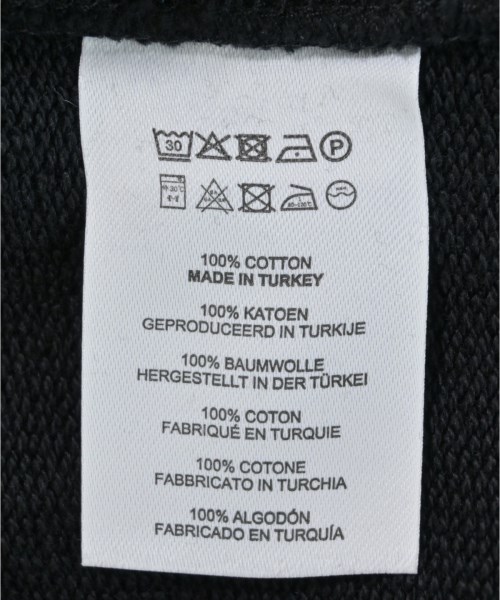 30
P
100% COTTON
MADE IN TURKEY
100% KATOEN
GEPRODUCEERD IN TURKIJE
100% BAUMWOLLE
HERGESTELLT IN DER TÜRKEI
100% COTON
FABRIQUÉ EN TURQUIE
100% COTONE
FABBRICATO IN TURCHIA
100% ALGODÓN
FABRICADO EN TURQUÍA